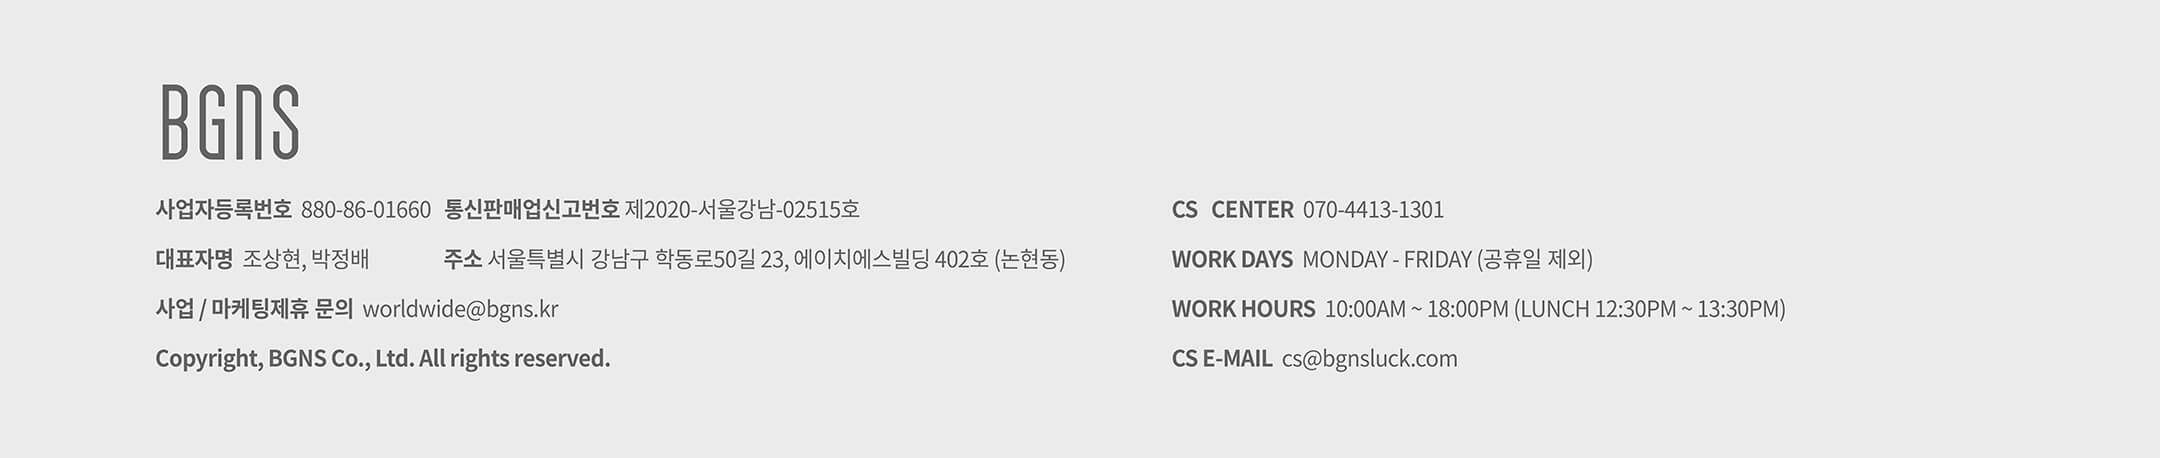 BGNS
사업자등록번호 880-86-01660 통신판매업신고번호 제2020-서울강남-02515호
대표자명 조상현, 박정배 주소 서울특별시 강남구 학동로50길 23, 에이치에스빌딩 402호 (논현동)
사업 / 마케팅제휴 문의 worldwide@bgns.kr
Copyright, BGNS Co., Ltd. All rights reserved.
CS CENTER 070-4413-1301
WORK DAYS MONDAY - FRIDAY (공휴일 제외)
WORK HOURS 10:00AM ~ 18:00PM (LUNCH 12:30PM ~ 13:30PM)
CS E-MAIL cs@bgnsluck.com